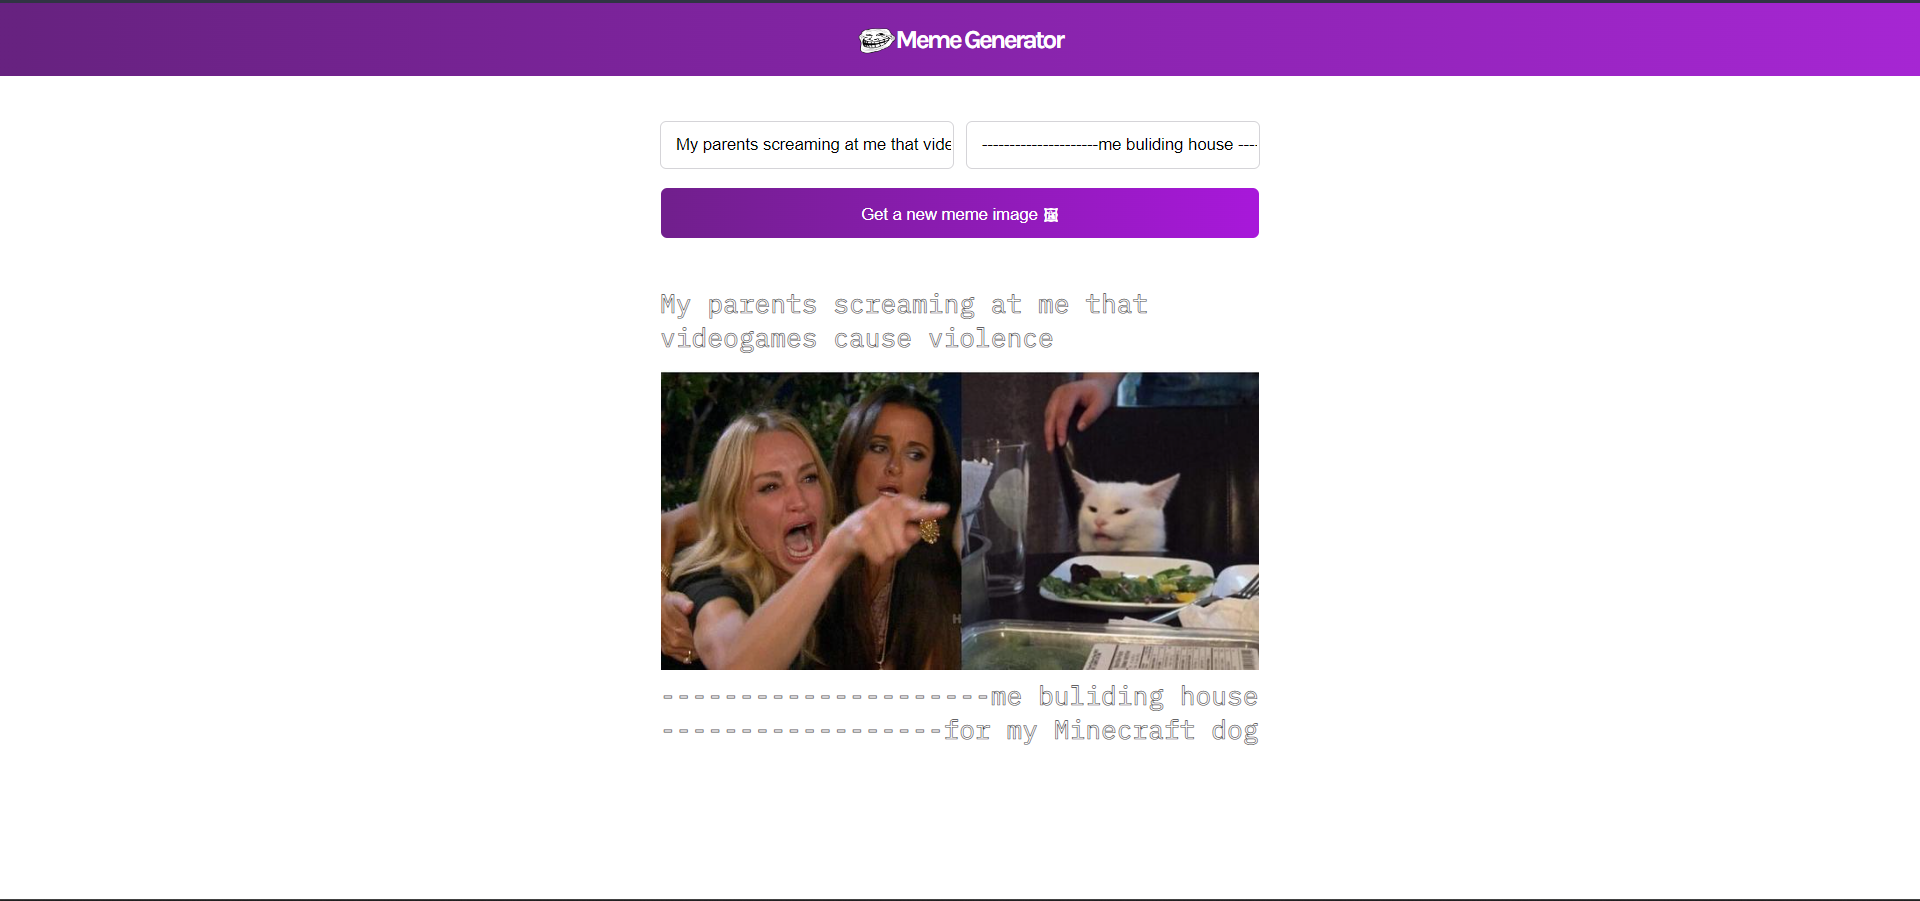 Meme Generator
My parents screaming at me that vide
---------------------me buliding house ---
Get a new meme image
My parents screaming at me that
videogames cause violence
H
---------------------me buliding house
------------------for my Minecraft dog